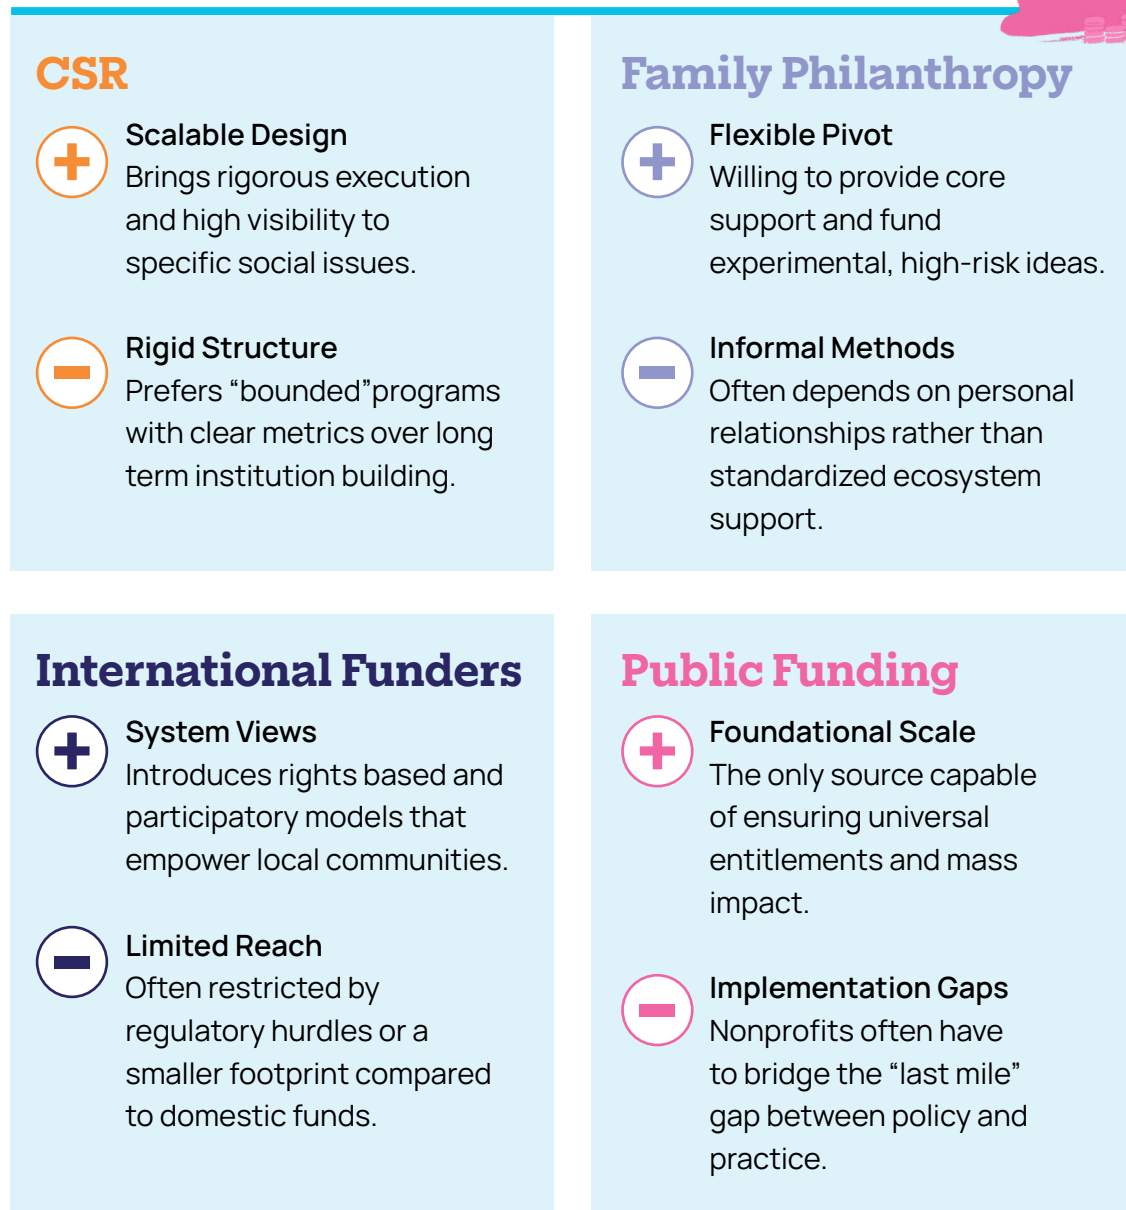 CSR
Scalable Design
Brings rigorous execution
and high visibility to
specific social issues.
Rigid Structure
Prefers “bounded”programs
with clear metrics over long
term institution building.
Family Philanthropy
Flexible Pivot
Willing to provide core
support and fund
experimental, high-risk ideas.
Informal Methods
Often depends on personal
relationships rather than
standardized ecosystem
support.
International Funders
System Views
Introduces rights based and
participatory models that
empower local communities.
Limited Reach
Often restricted by
regulatory hurdles or a
smaller footprint compared
to domestic funds.
Public Funding
Foundational Scale
The only source capable
of ensuring universal
entitlements and mass
impact.
Implementation Gaps
Nonprofits often have
to bridge the “last mile”
gap between policy and
practice.